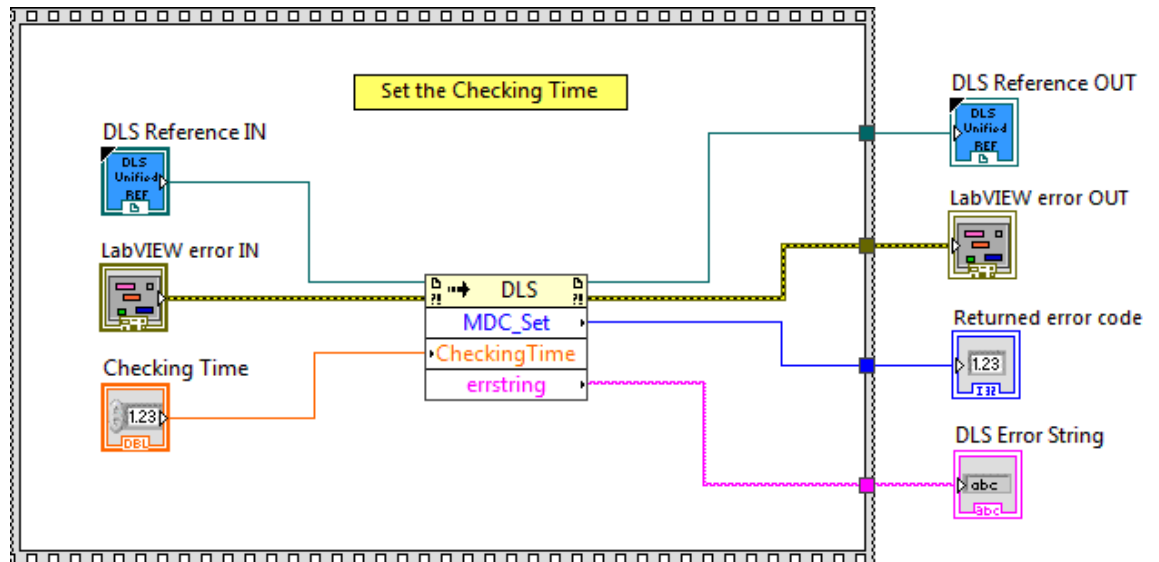 Set the Checking Time
DLS Reference IN
DLS
Unified
REF
LabVIEW error IN
?!
DLS
?!
MDC_Set
CheckingTime
errstring
Checking Time
1.23
DBL
DLS Reference OUT
DLS
Unified
REF
LabVIEW error OUT
Returned error code
1.23
I32
DLS Error String
abc
abc